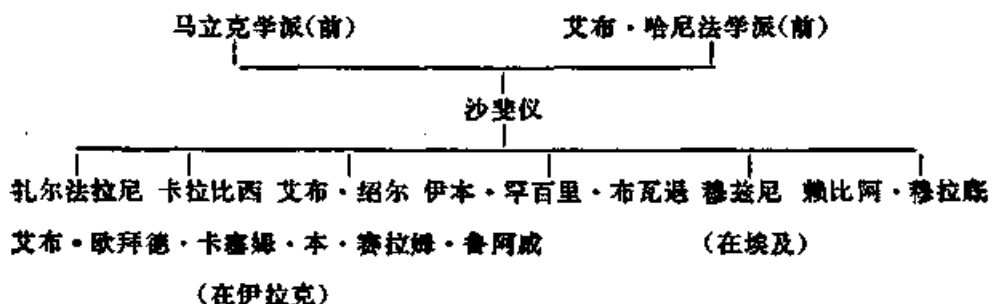 马立克学派(前) 艾布·哈尼法学派(前)
沙斐仪
扎尔法拉尼 卡拉比西 艾布·绍尔 伊本·罕百里·布瓦退 穆兹尼 赖比阿·穆拉底
艾布·欧拜德·卡塞姆·本·赛拉姆·鲁阿威 (在埃及)
(在伊拉克)